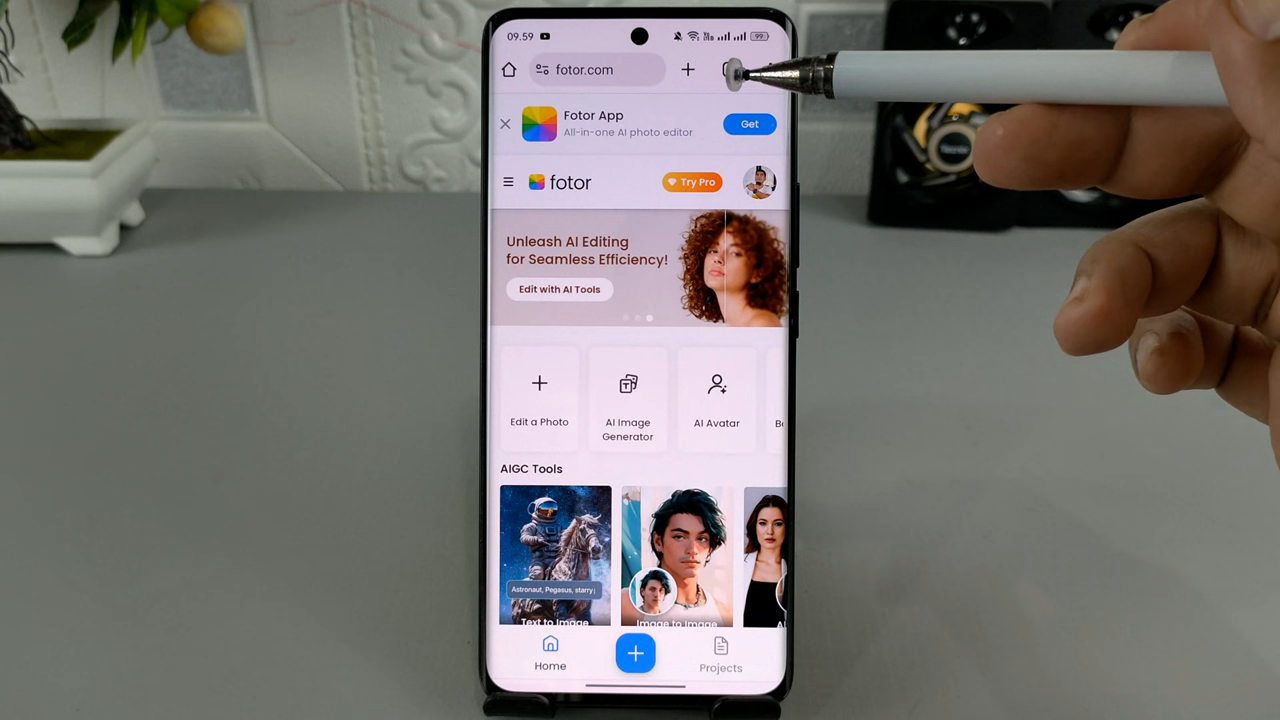 09.59
99
fotor.com
Fotor App
All-in-one AI photo editor
Get
fotor
Try Pro
Unleash AI Editing
for Seamless Efficiency!
Edit with AI Tools
Edit a Photo
AI Image
Generator
AI Avatar
AIGC Tools
Astronaut, Pegasus, starry
Text to Image
Image to Image
Home
Projects